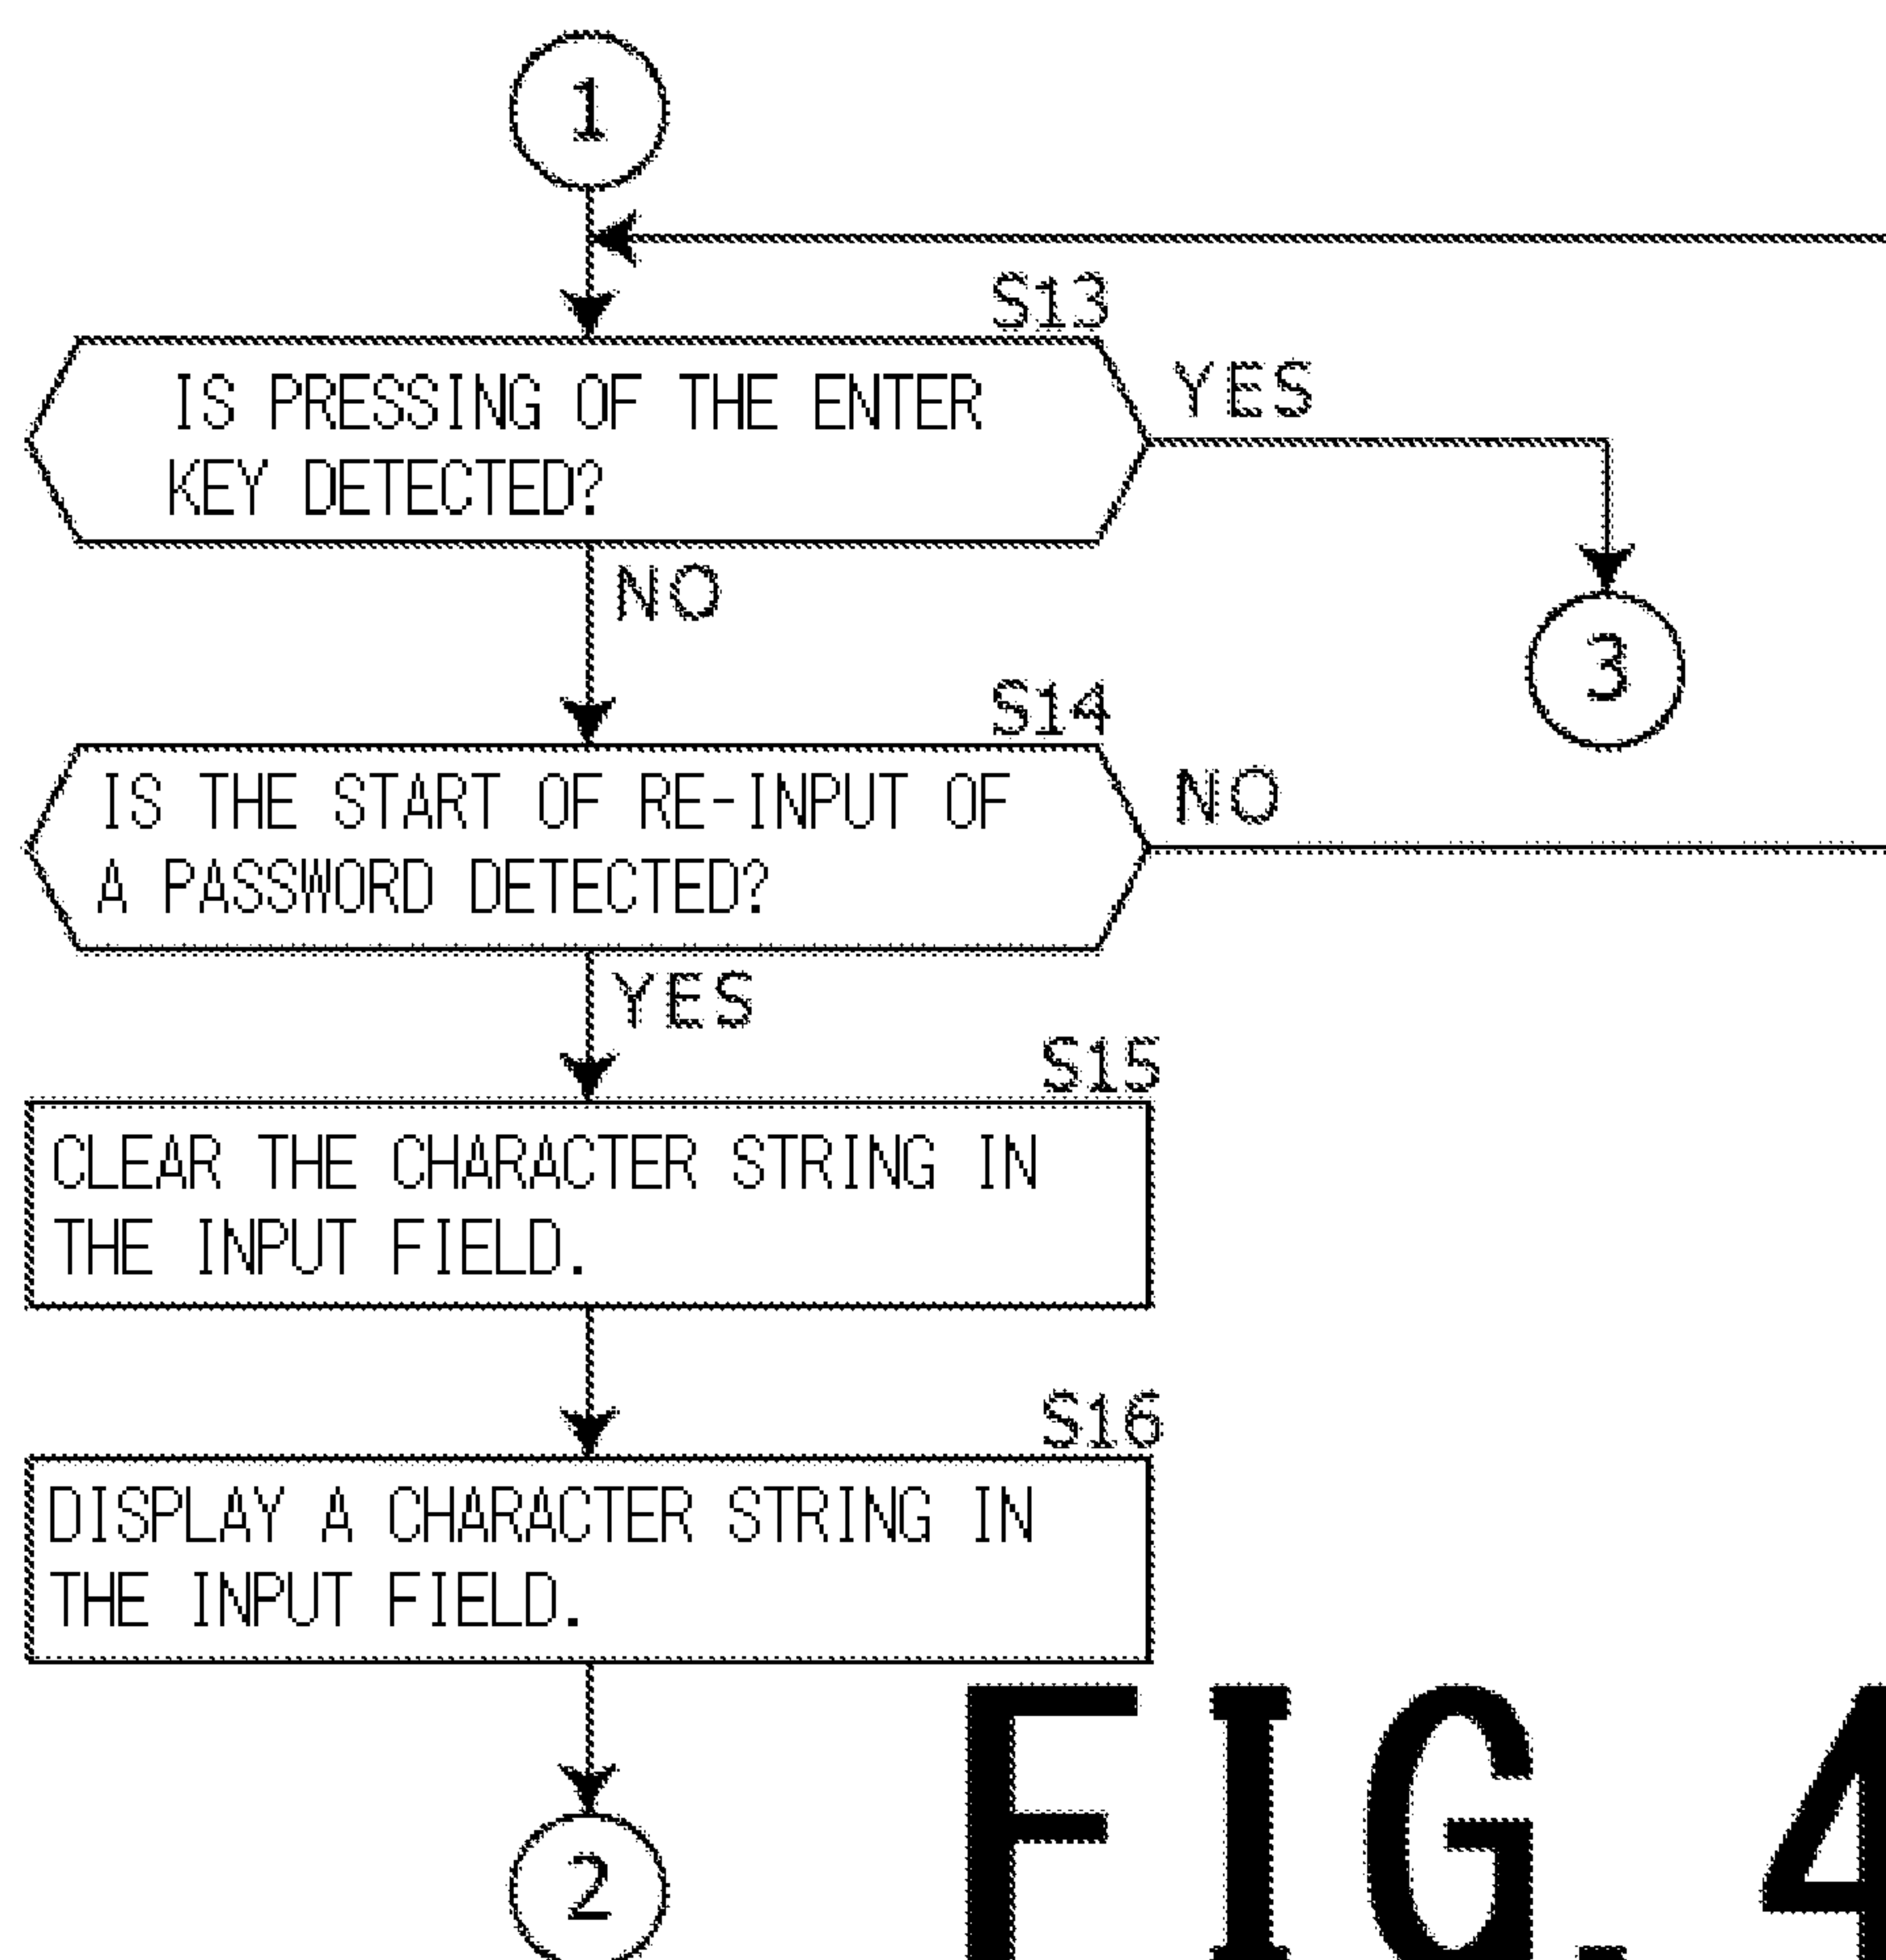 1
S13
IS PRESSING OF THE ENTER
KEY DETECTED?
YES
NO
3
S14
IS THE START OF RE-INPUT OF
A PASSWORD DETECTED?
NO
YES
S15
CLEAR THE CHARACTER STRING IN
THE INPUT FIELD.
S16
DISPLAY A CHARACTER STRING IN
THE INPUT FIELD.
2
FIG. 4